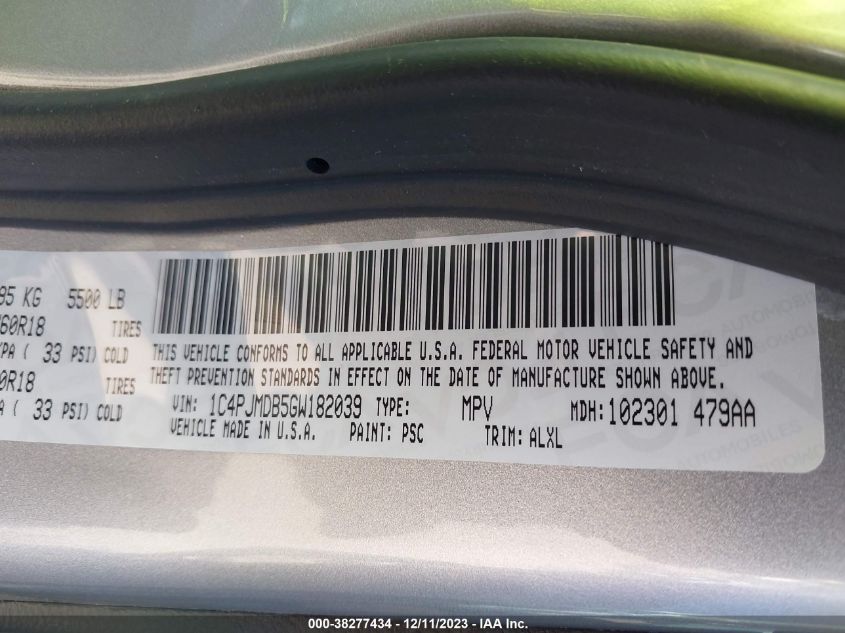 95 KG 5500 LB
60R18 TIRES
KPA ( 33 PSI) COLD
0R18 TIRES
A ( 33 PSI) COLD
THIS VEHICLE CONFORMS TO ALL APPLICABLE U.S.A. FEDERAL MOTOR VEHICLE SAFETY AND
THEFT PREVENTION STANDARDS IN EFFECT ON THE DATE OF MANUFACTURE SHOWN ABOVE.
VIN: 1C4PJMDB5GW182039 TYPE: MPV MDH: 102301 479AA
VEHICLE MADE IN U.S.A. PAINT: PSC TRIM: ALXL
000-38277434 - 12/11/2023 - IAA Inc.